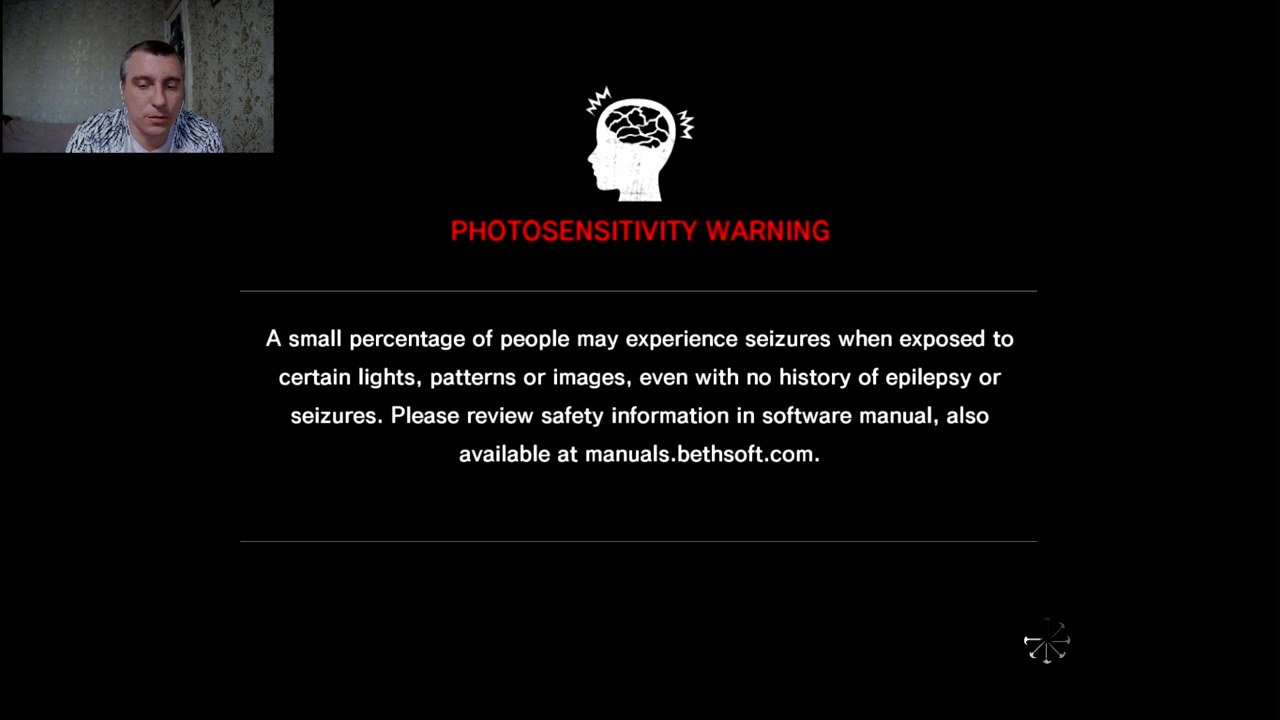 PHOTOSENSITIVITY WARNING
A small percentage of people may experience seizures when exposed to
certain lights, patterns or images, even with no history of epilepsy or
seizures. Please review safety information in software manual, also
available at manuals.bethsoft.com.